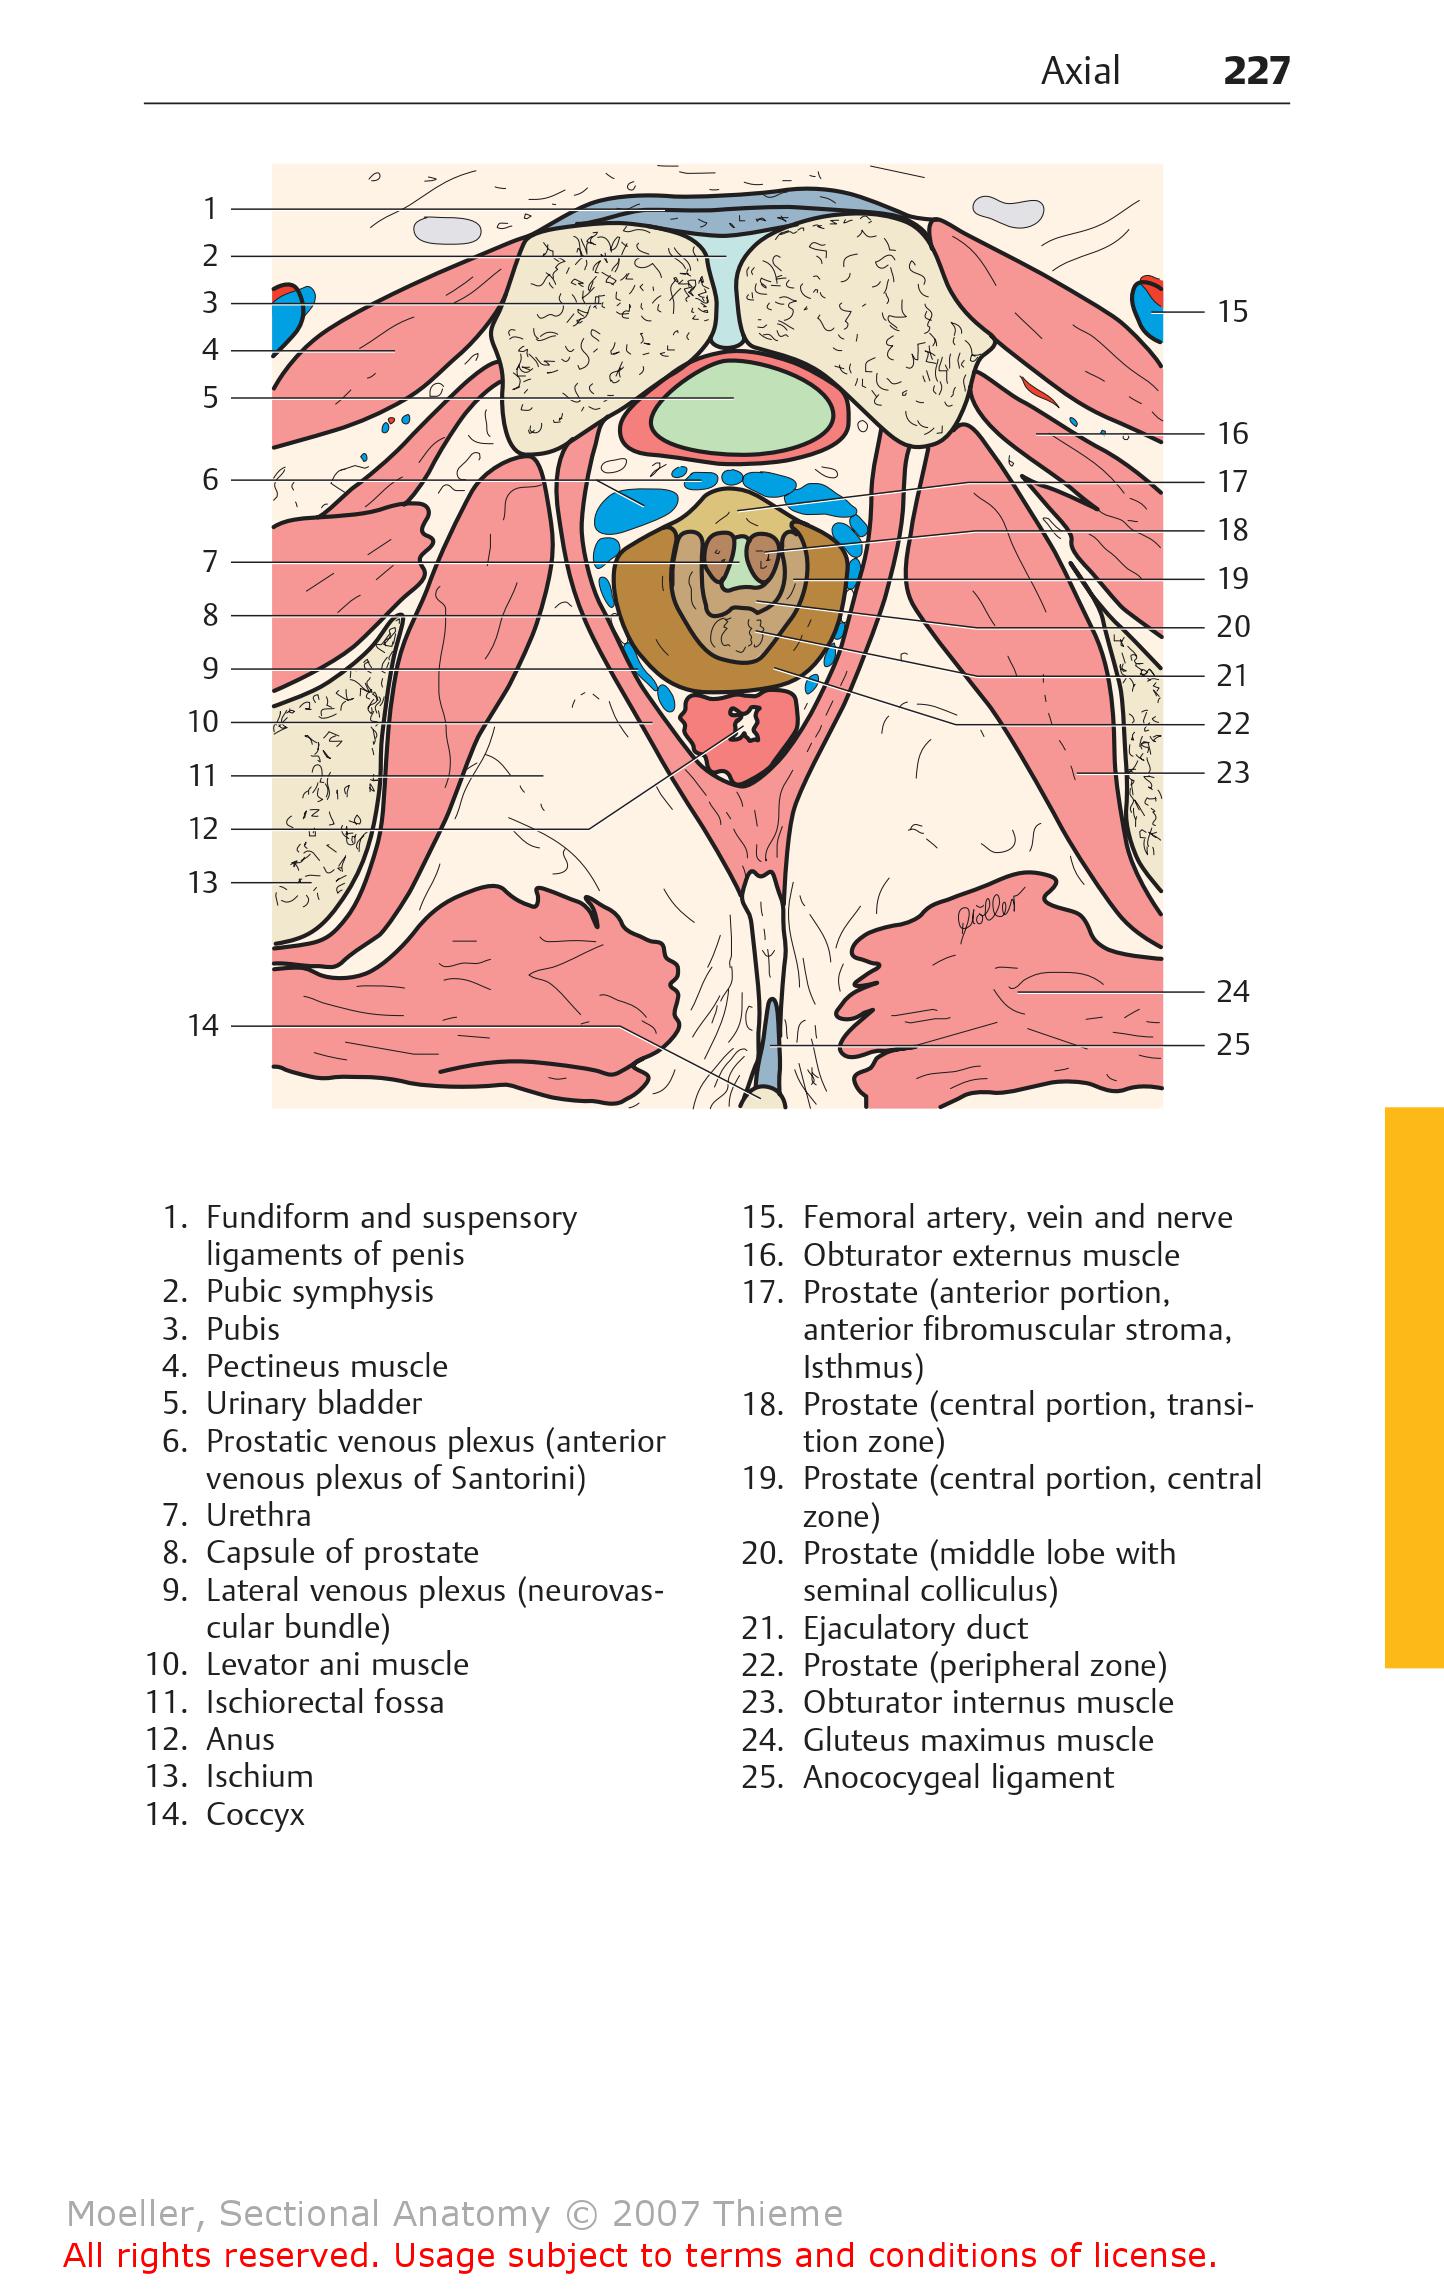 Axial 227
1
2
3
4
5
6
7
8
9
10
11
12
13
14
15
16
17
18
19
20
21
22
23
24
25
1. Fundiform and suspensory
ligaments of penis
2. Pubic symphysis
3. Pubis
4. Pectineus muscle
5. Urinary bladder
6. Prostatic venous plexus (anterior
venous plexus of Santorini)
7. Urethra
8. Capsule of prostate
9. Lateral venous plexus (neurovas-
cular bundle)
10. Levator ani muscle
11. Ischiorectal fossa
12. Anus
13. Ischium
14. Coccyx
15. Femoral artery, vein and nerve
16. Obturator externus muscle
17. Prostate (anterior portion,
anterior fibromuscular stroma,
Isthmus)
18. Prostate (central portion, transi-
tion zone)
19. Prostate (central portion, central
zone)
20. Prostate (middle lobe with
seminal colliculus)
21. Ejaculatory duct
22. Prostate (peripheral zone)
23. Obturator internus muscle
24. Gluteus maximus muscle
25. Anococygeal ligament
Moeller, Sectional Anatomy © 2007 Thieme
All rights reserved. Usage subject to terms and conditions of license.